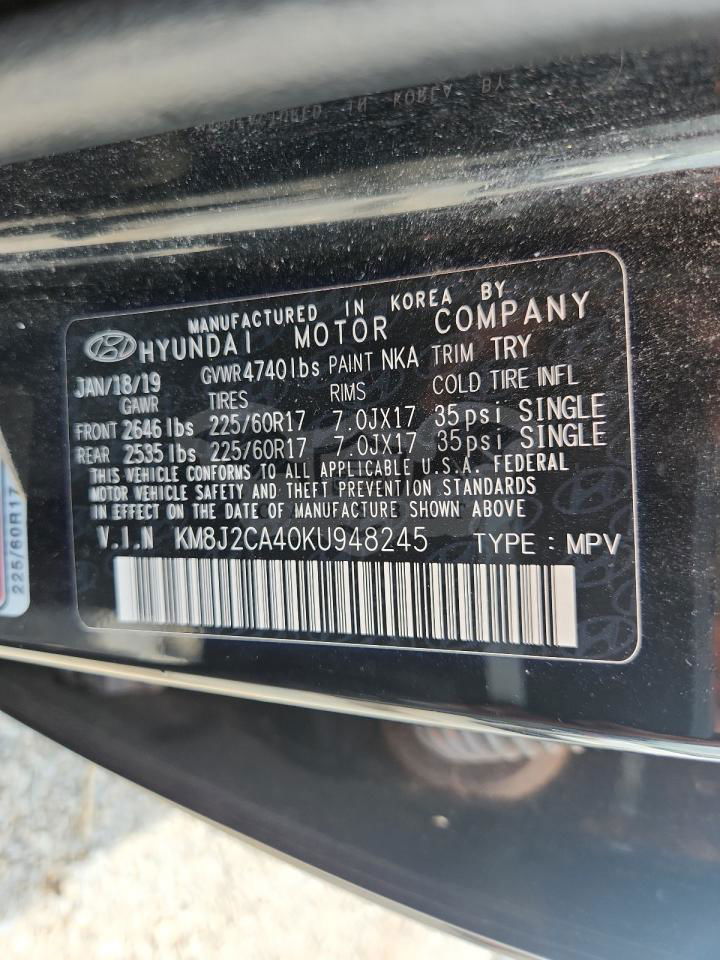 MANUFACTURED IN KOREA BY
HYUNDAI MOTOR COMPANY
JAN/18/19 GVWR 4740 lbs PAINT NKA TRIM TRY
GAWR TIRES RIMS COLD TIRE INFL
FRONT 2646 lbs 225/60R17 7.0JX17 35psi SINGLE
REAR 2535 lbs 225/60R17 7.0JX17 35psi SINGLE
THIS VEHICLE CONFORMS TO ALL APPLICABLE U.S.A. FEDERAL
MOTOR VEHICLE SAFETY AND THEFT PREVENTION STANDARDS
IN EFFECT ON THE DATE OF MANUFACTURE SHOWN ABOVE
V.I.N KM8J2CA40KU948245 TYPE : MPV
225/60R17